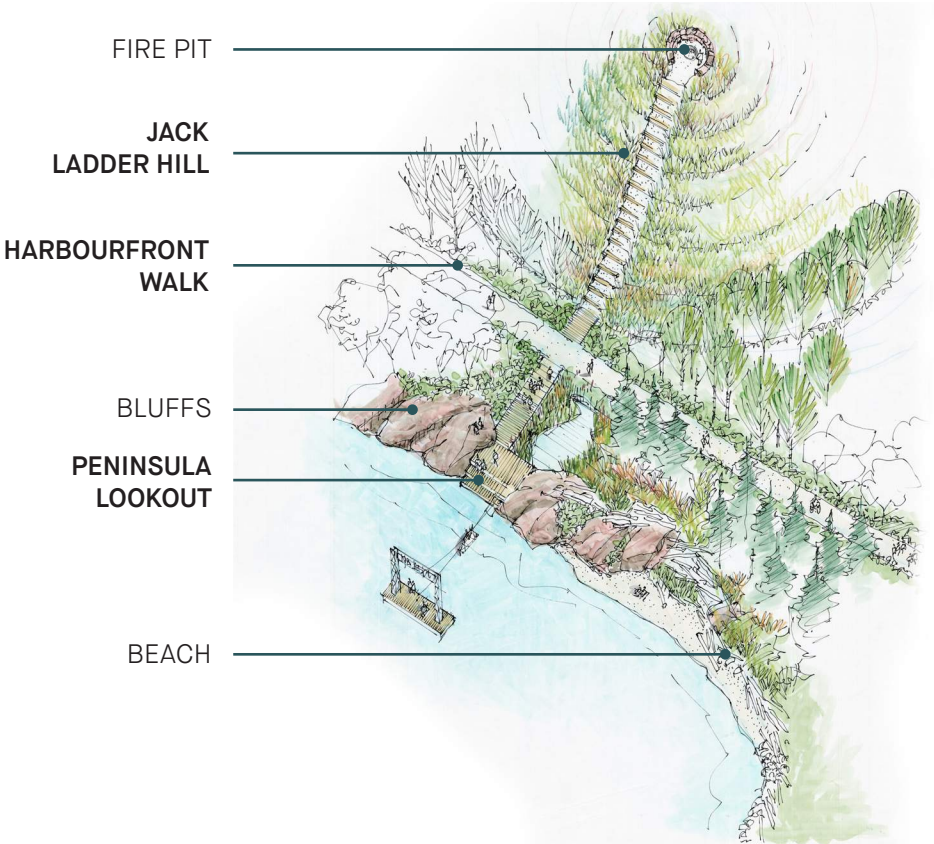 FIRE PIT
JACK
LADDER HILL
HARBOURFRONT
WALK
BLUFFS
PENINSULA
LOOKOUT
BEACH